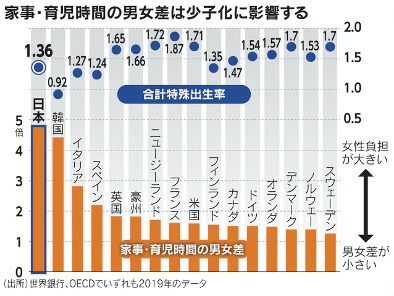 家事・育児時間の男女差は少子化に影響する
2.0
1.5
1.0
0.5
1.36
0.92
1.27
1.24
1.65
1.66
1.72
1.87
1.71
1.35
1.47
1.54
1.57
1.7
1.53
1.7
合計特殊出生率
5
倍
4
3
2
1
0
日本
韓国
イタリア
スペイン
英国
豪州
ニュージーランド
フランス
米国
フィンランド
カナダ
ドイツ
オランダ
デンマーク
ノルウェー
スウェーデン
家事・育児時間の男女差
女性負担
が大きい
男女差が
小さい
(出所)世界銀行、OECDでいずれも2019年のデータ